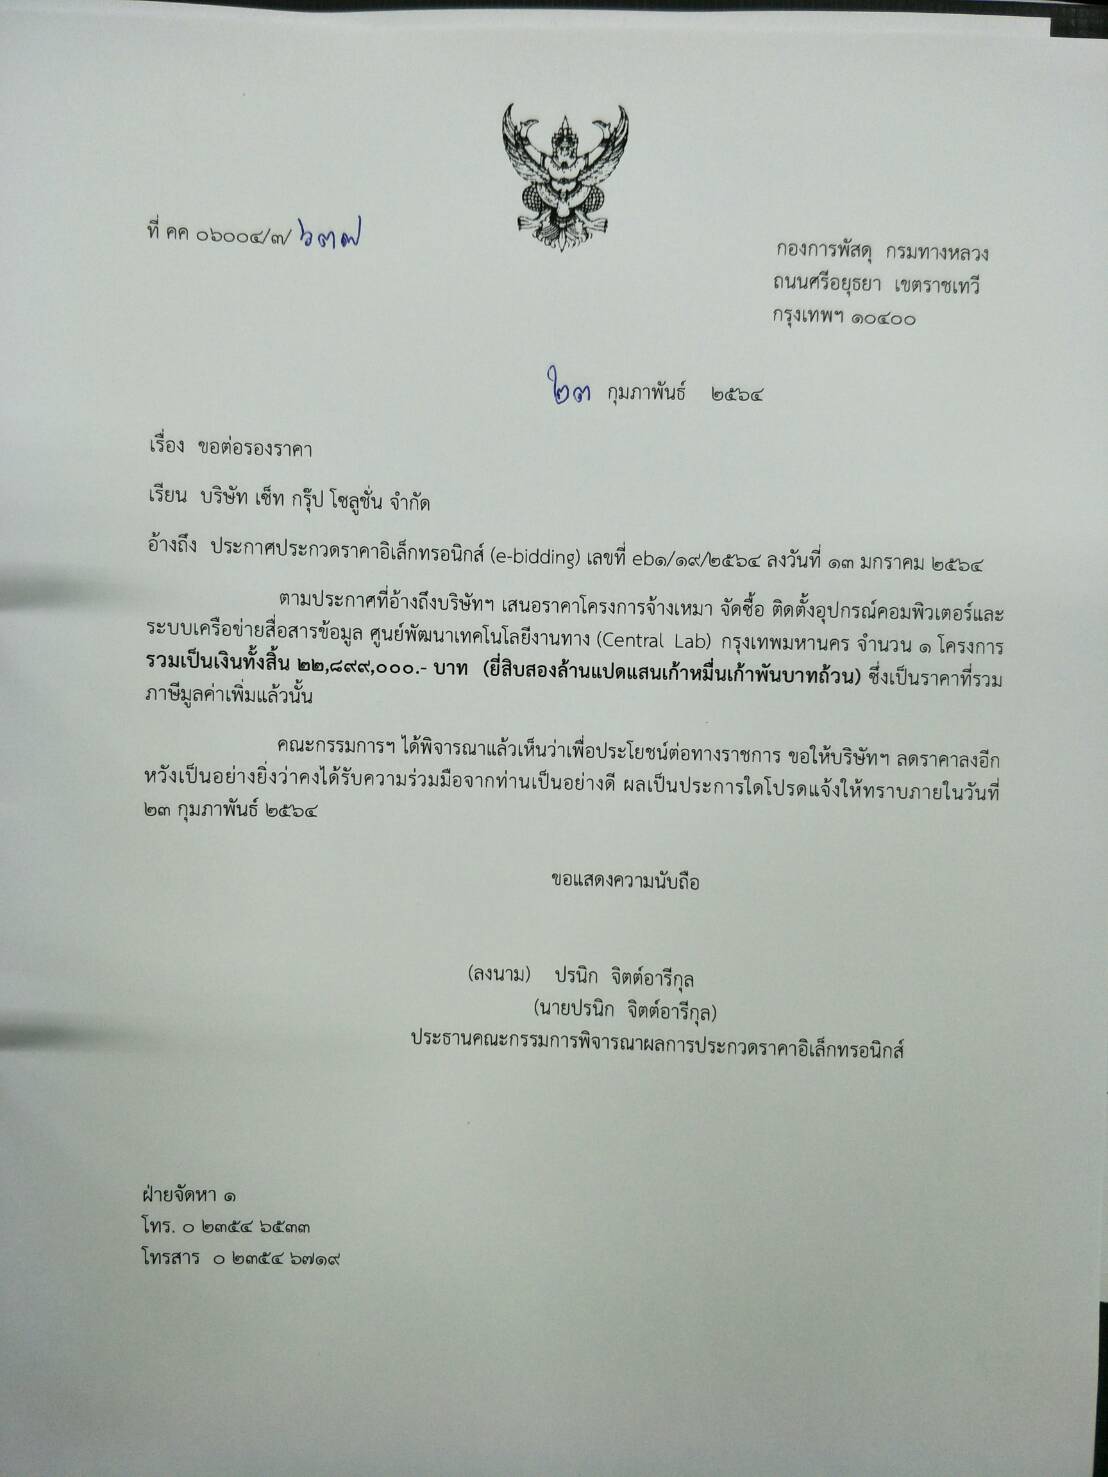 ที่ คค ๐๖๐๐๔/๗/ ๖๓๗
กองการพัสดุ กรมทางหลวง
ถนนศรีอยุธยา เขตราชเทวี
กรุงเทพฯ ๑๐๔๐๐
๒๓ กุมภาพันธ์ ๒๕๖๔
เรื่อง ขอต่อรองราคา
เรียน บริษัท เซ็ท กรุ๊ป โซลูชั่น จำกัด
อ้างถึง ประกาศประกวดราคาอิเล็กทรอนิกส์ (e-bidding) เลขที่ eb๑/๑๙/๒๕๖๔ ลงวันที่ ๑๓ มกราคม ๒๕๖๔
ตามประกาศที่อ้างถึงบริษัทฯ เสนอราคาโครงการจ้างเหมา จัดซื้อ ติดตั้งอุปกรณ์คอมพิวเตอร์และ
ระบบเครือข่ายสื่อสารข้อมูล ศูนย์พัฒนาเทคโนโลยีงานทาง (Central Lab) กรุงเทพมหานคร จำนวน ๑ โครงการ
รวมเป็นเงินทั้งสิ้น ๒๒,๘๙๙,๐๐๐.- บาท (ยี่สิบสองล้านแปดแสนเก้าหมื่นเก้าพันบาทถ้วน) ซึ่งเป็นราคาที่รวม
ภาษีมูลค่าเพิ่มแล้วนั้น
คณะกรรมการฯ ได้พิจารณาแล้วเห็นว่าเพื่อประโยชน์ต่อทางราชการ ขอให้บริษัทฯ ลดราคาลงอีก
หวังเป็นอย่างยิ่งว่าคงได้รับความร่วมมือจากท่านเป็นอย่างดี ผลเป็นประการใดโปรดแจ้งให้ทราบภายในวันที่
๒๓ กุมภาพันธ์ ๒๕๖๔
ขอแสดงความนับถือ
(ลงนาม) ปรนิก จิตต์อารีกุล
(นายปรนิก จิตต์อารีกุล)
ประธานคณะกรรมการพิจารณาผลการประกวดราคาอิเล็กทรอนิกส์
ฝ่ายจัดหา ๑
โทร. ๐ ๒๓๕๔ ๖๕๓๓
โทรสาร ๐ ๒๓๕๔ ๖๗๑๙